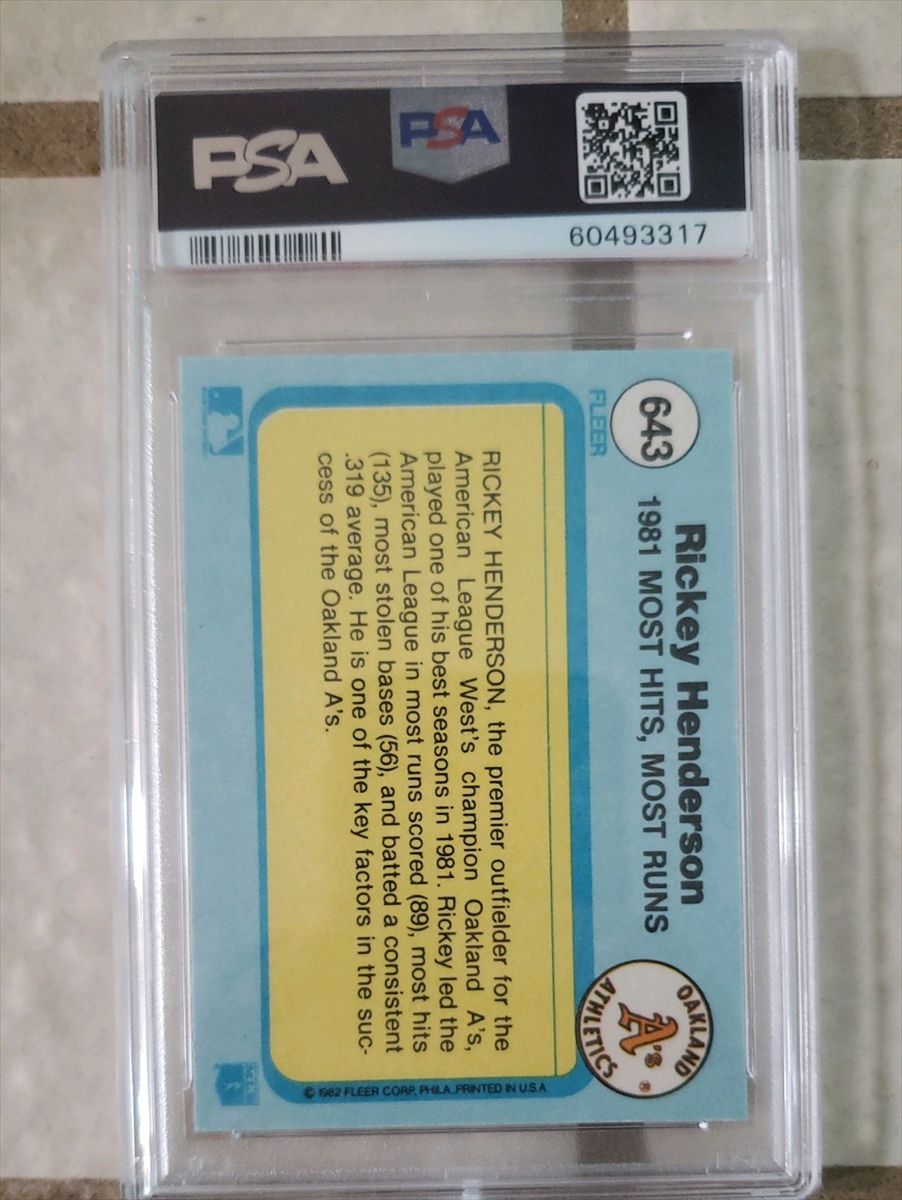 PSA
PSA
60493317
643
FLEER
Rickey Henderson
1981 MOST HITS, MOST RUNS
OAKLAND
A's ®
ATHLETICS
RICKEY HENDERSON, the premier outfielder for the
American League West's champion Oakland A's,
played one of his best seasons in 1981. Rickey led the
American League in most runs scored (89), most hits
(135), most stolen bases (56), and batted a consistent
.319 average. He is one of the key factors in the suc-
cess of the Oakland A's.
© 1982 FLEER CORP. PHILA. PRINTED IN U.S.A.